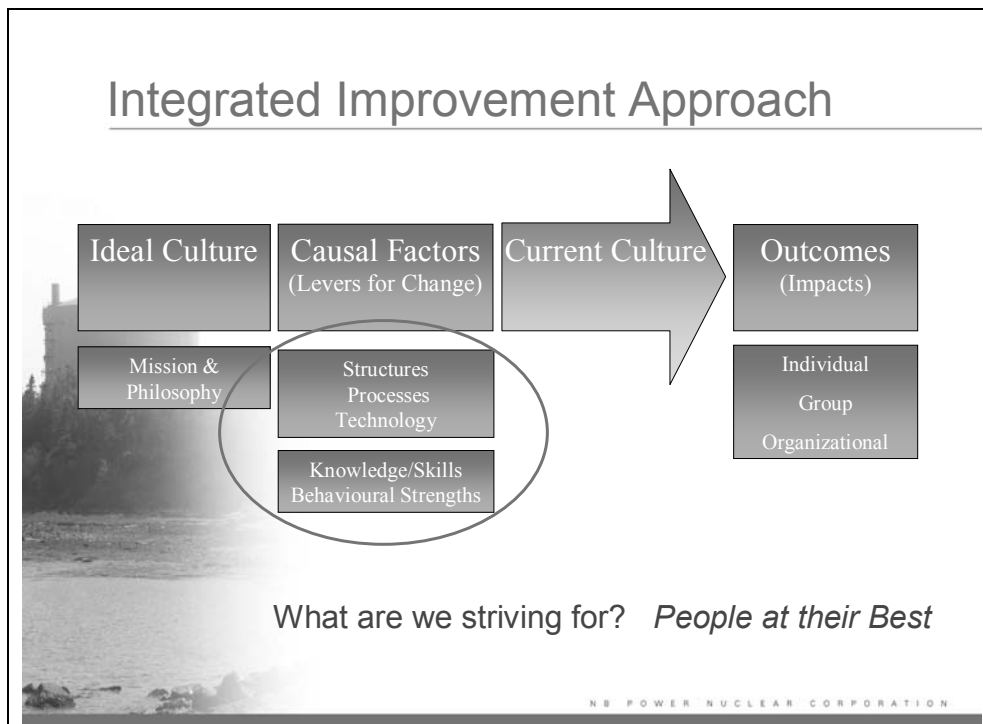 Integrated Improvement Approach
Ideal Culture
Mission &
Philosophy
Causal Factors
(Levers for Change)
Structures
Processes
Technology
Knowledge/Skills
Behavioural Strengths
Current Culture
Outcomes
(Impacts)
Individual
Group
Organizational
What are we striving for? People at their Best
NB POWER NUCLEAR CORPORATION